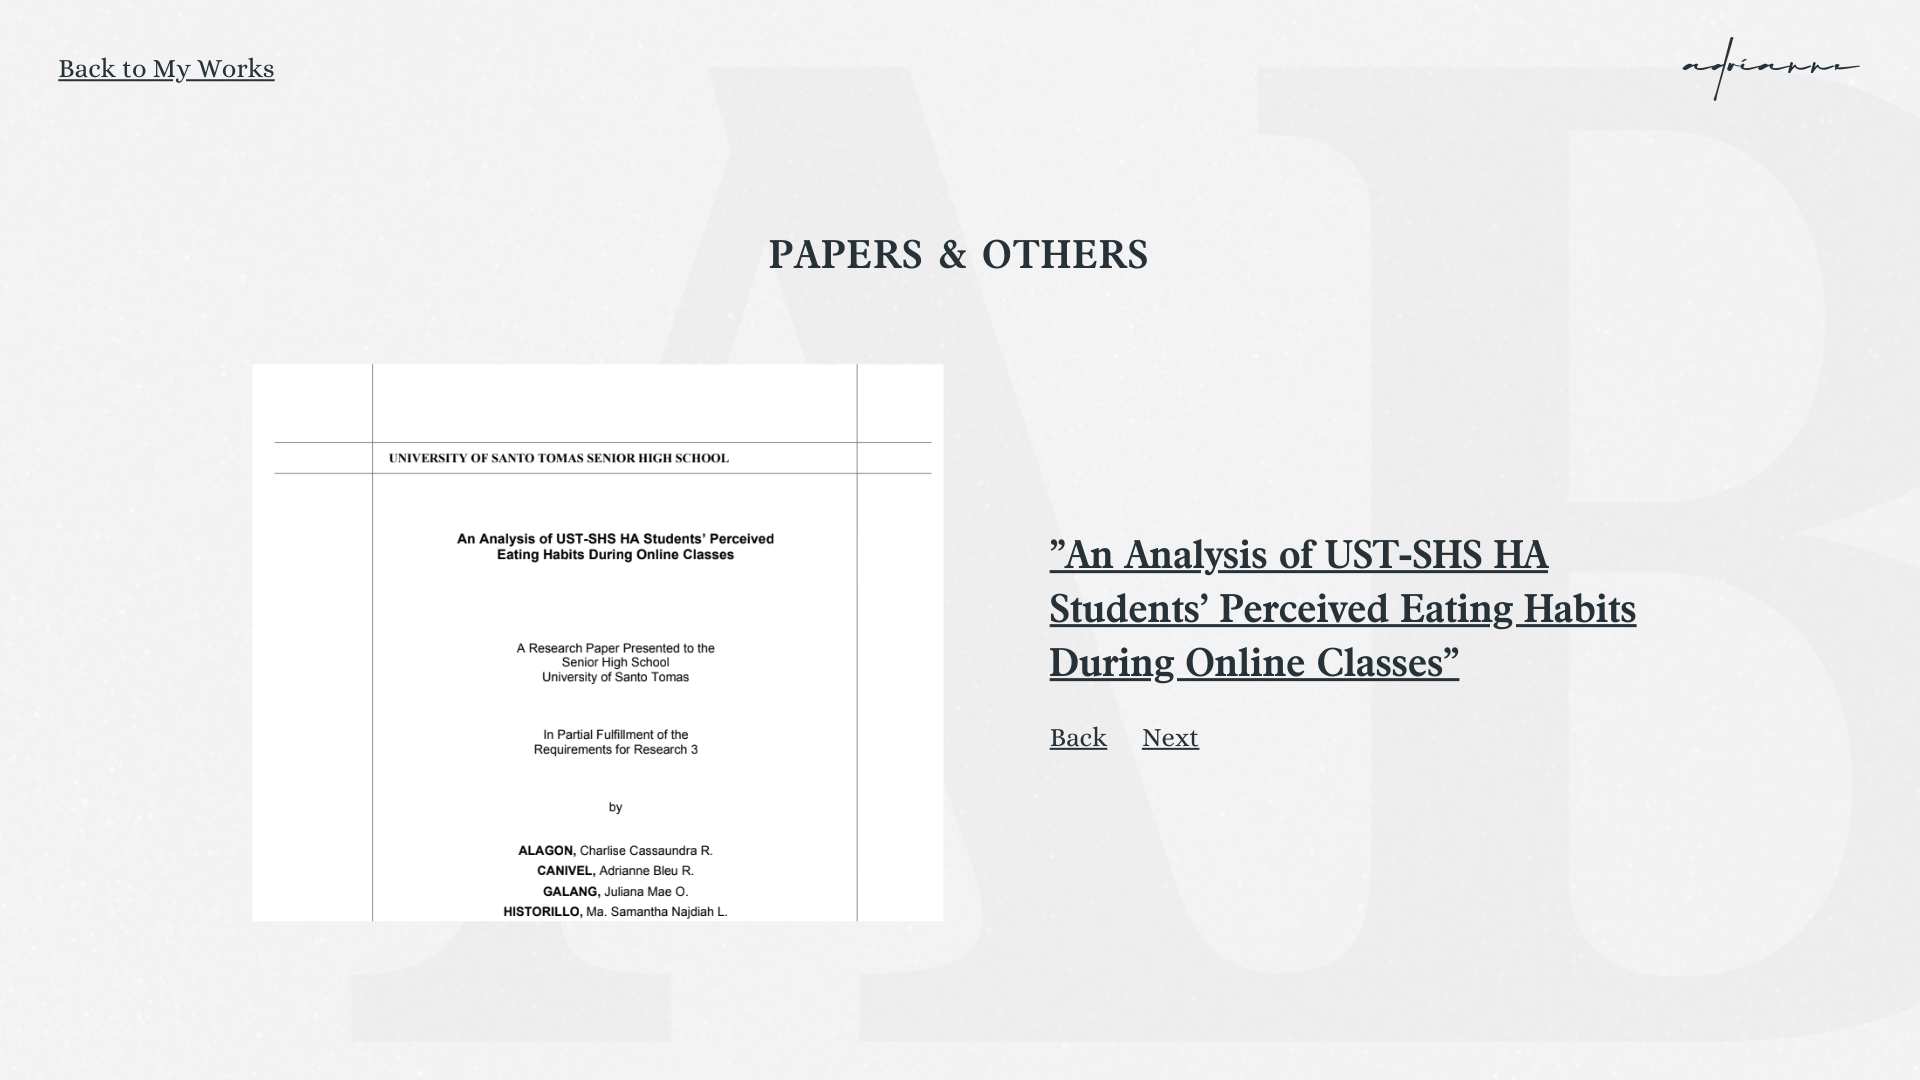 Back to My Works
adrianne
PAPERS & OTHERS
UNIVERSITY OF SANTO TOMAS SENIOR HIGH SCHOOL
An Analysis of UST-SHS HA Students’ Perceived
Eating Habits During Online Classes
A Research Paper Presented to the
Senior High School
University of Santo Tomas
In Partial Fulfillment of the
Requirements for Research 3
by
ALAGON, Charlise Cassaundra R.
CANIVEL, Adrianne Bleu R.
GALANG, Juliana Mae O.
HISTORILLO, Ma. Samantha Najdiah L.
”An Analysis of UST-SHS HA
Students’ Perceived Eating Habits
During Online Classes”
Back Next
AB